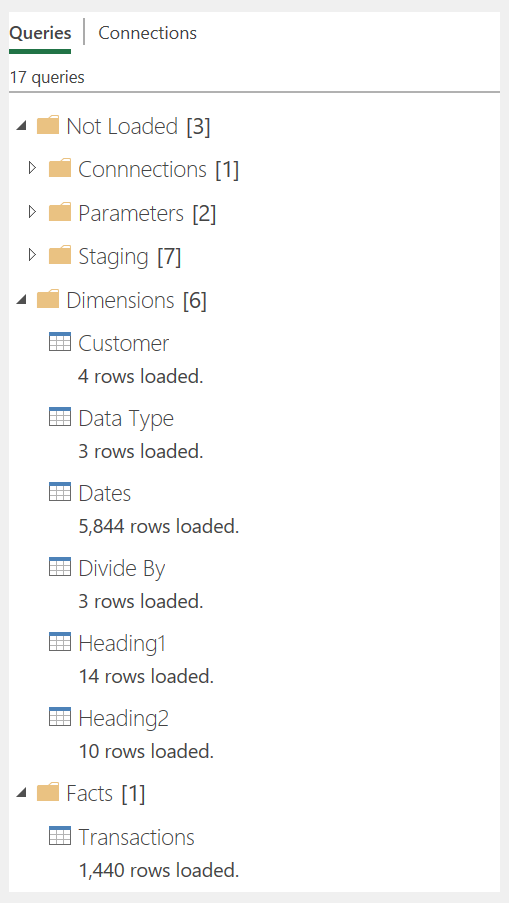 Queries Connections
17 queries
Not Loaded [3]
Connnections [1]
Parameters [2]
Staging [7]
Dimensions [6]
Customer
4 rows loaded.
Data Type
3 rows loaded.
Dates
5,844 rows loaded.
Divide By
3 rows loaded.
Heading1
14 rows loaded.
Heading2
10 rows loaded.
Facts [1]
Transactions
1,440 rows loaded.